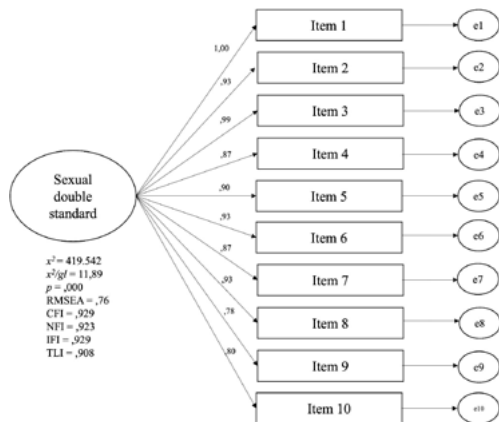 Item 1
e1
1,00
Item 2
e2
,93
Item 3
e3
,99
Item 4
e4
,87
Sexual
double
standard
Item 5
e5
,90
Item 6
e6
,93
Item 7
e7
,87
Item 8
e8
,93
Item 9
e9
,78
Item 10
e10
,80
x² = 419.542
x²/gl = 11,89
p = ,000
RMSEA = ,76
CFI = ,929
NFI = ,923
IFI = ,929
TLI = ,908